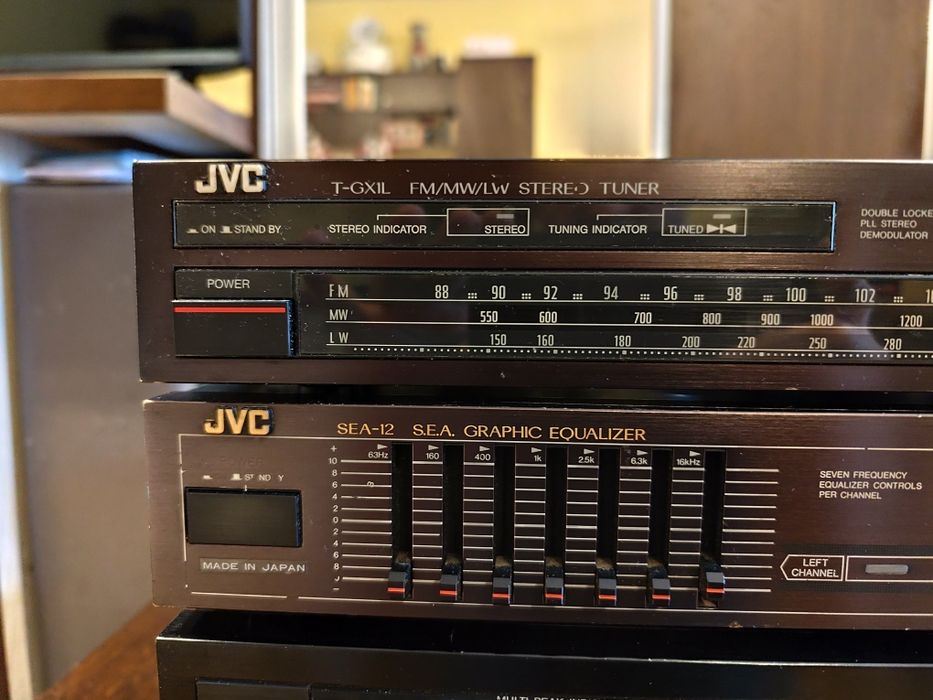 JVC
T-GX1L FM/MW/LW STEREO TUNER
ON STAND BY
STEREO INDICATOR
STEREO
TUNING INDICATOR
TUNED
DOUBLE LOCKE
PLL STEREO
DEMODULATOR
POWER
FM 88 90 92 94 96 98 100 102
MW 550 600 700 800 900 1000 1200
LW 150 160 180 200 220 250 280
JVC
SEA-12 S.E.A. GRAPHIC EQUALIZER
63Hz 160 400 1k 2.5k 6.3k 16kHz
+
10
8
6
4
2
0
2
4
6
8
ST ND Y
MADE IN JAPAN
SEVEN FREQUENCY
EQUALIZER CONTROLS
PER CHANNEL
LEFT
CHANNEL